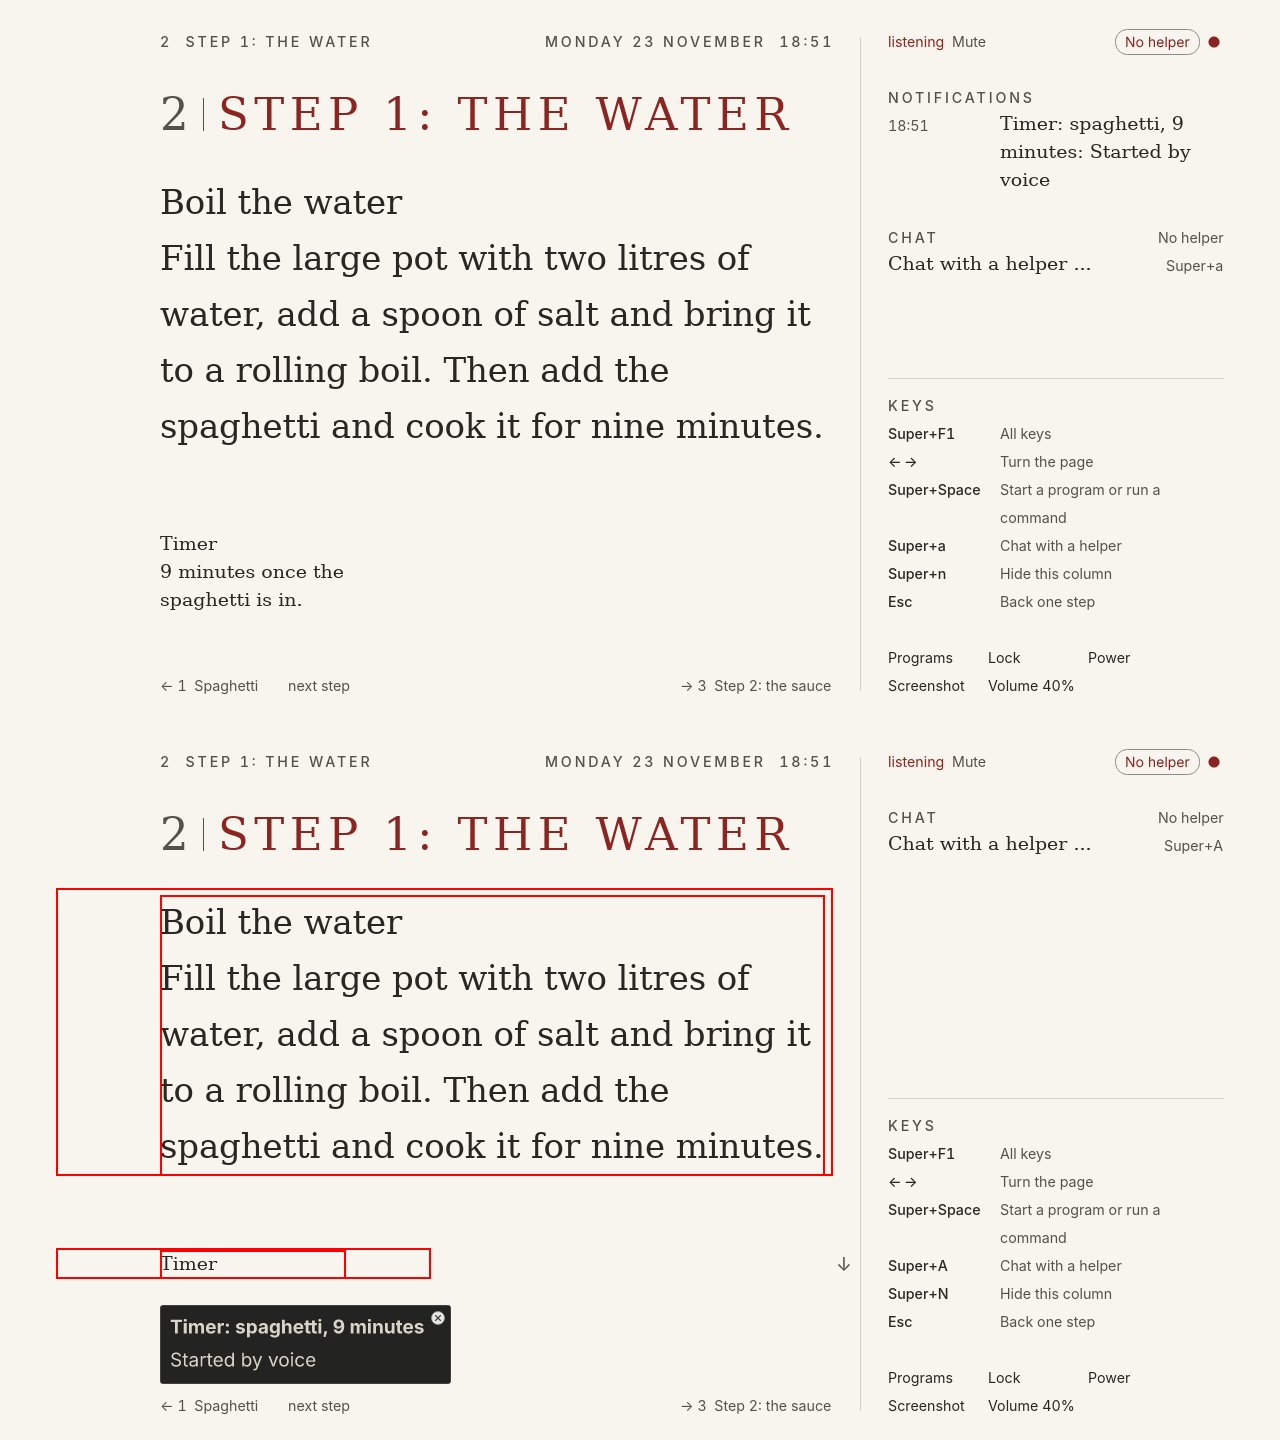 2 STEP 1: THE WATER
MONDAY 23 NOVEMBER 18:51
listening Mute
No helper
2 STEP 1: THE WATER
Boil the water
Fill the large pot with two litres of
water, add a spoon of salt and bring it
to a rolling boil. Then add the
spaghetti and cook it for nine minutes.
Timer
9 minutes once the
spaghetti is in.
← 1 Spaghetti
next step
→ 3 Step 2: the sauce
NOTIFICATIONS
18:51
Timer: spaghetti, 9
minutes: Started by
voice
CHAT
No helper
Chat with a helper ...
Super+a
KEYS
Super+F1 All keys
← → Turn the page
Super+Space Start a program or run a
command
Super+a Chat with a helper
Super+n Hide this column
Esc Back one step
Programs Lock Power
Screenshot Volume 40%
2 STEP 1: THE WATER
MONDAY 23 NOVEMBER 18:51
listening Mute
No helper
2 STEP 1: THE WATER
Boil the water
Fill the large pot with two litres of
water, add a spoon of salt and bring it
to a rolling boil. Then add the
spaghetti and cook it for nine minutes.
Timer
↓
Timer: spaghetti, 9 minutes
Started by voice
← 1 Spaghetti
next step
→ 3 Step 2: the sauce
CHAT
No helper
Chat with a helper ...
Super+A
KEYS
Super+F1 All keys
← → Turn the page
Super+Space Start a program or run a
command
Super+A Chat with a helper
Super+N Hide this column
Esc Back one step
Programs Lock Power
Screenshot Volume 40%